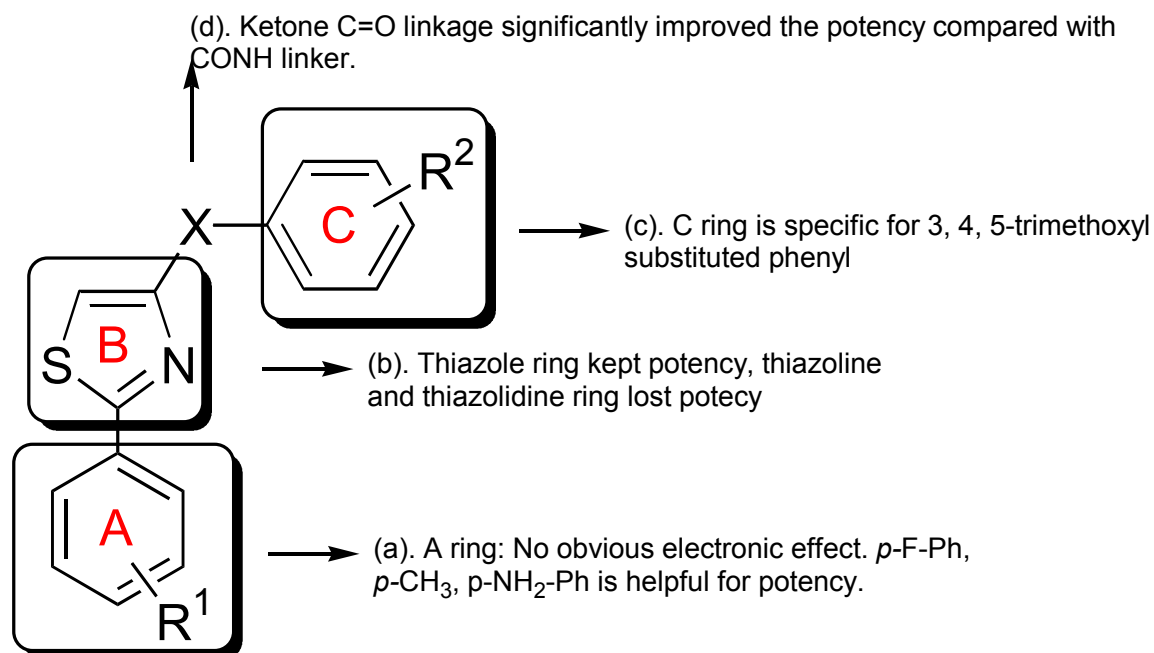 (d). Ketone C=O linkage significantly improved the potency compared with
CONH linker.
R²
C
X
(c). C ring is specific for 3, 4, 5-trimethoxyl
substituted phenyl
B
S
N
(b). Thiazole ring kept potency, thiazoline
and thiazolidine ring lost potecy
A
R¹
(a). A ring: No obvious electronic effect. p-F-Ph,
p-CH₃, p-NH₂-Ph is helpful for potency.